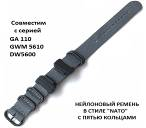 Совместим
с серией
GA 110
GWM 5610
DW5600
НЕЙЛОНОВЫЙ РЕМЕНЬ
В СТИЛЕ "NATO"
С ПЯТЬЮ КОЛЬЦАМИ